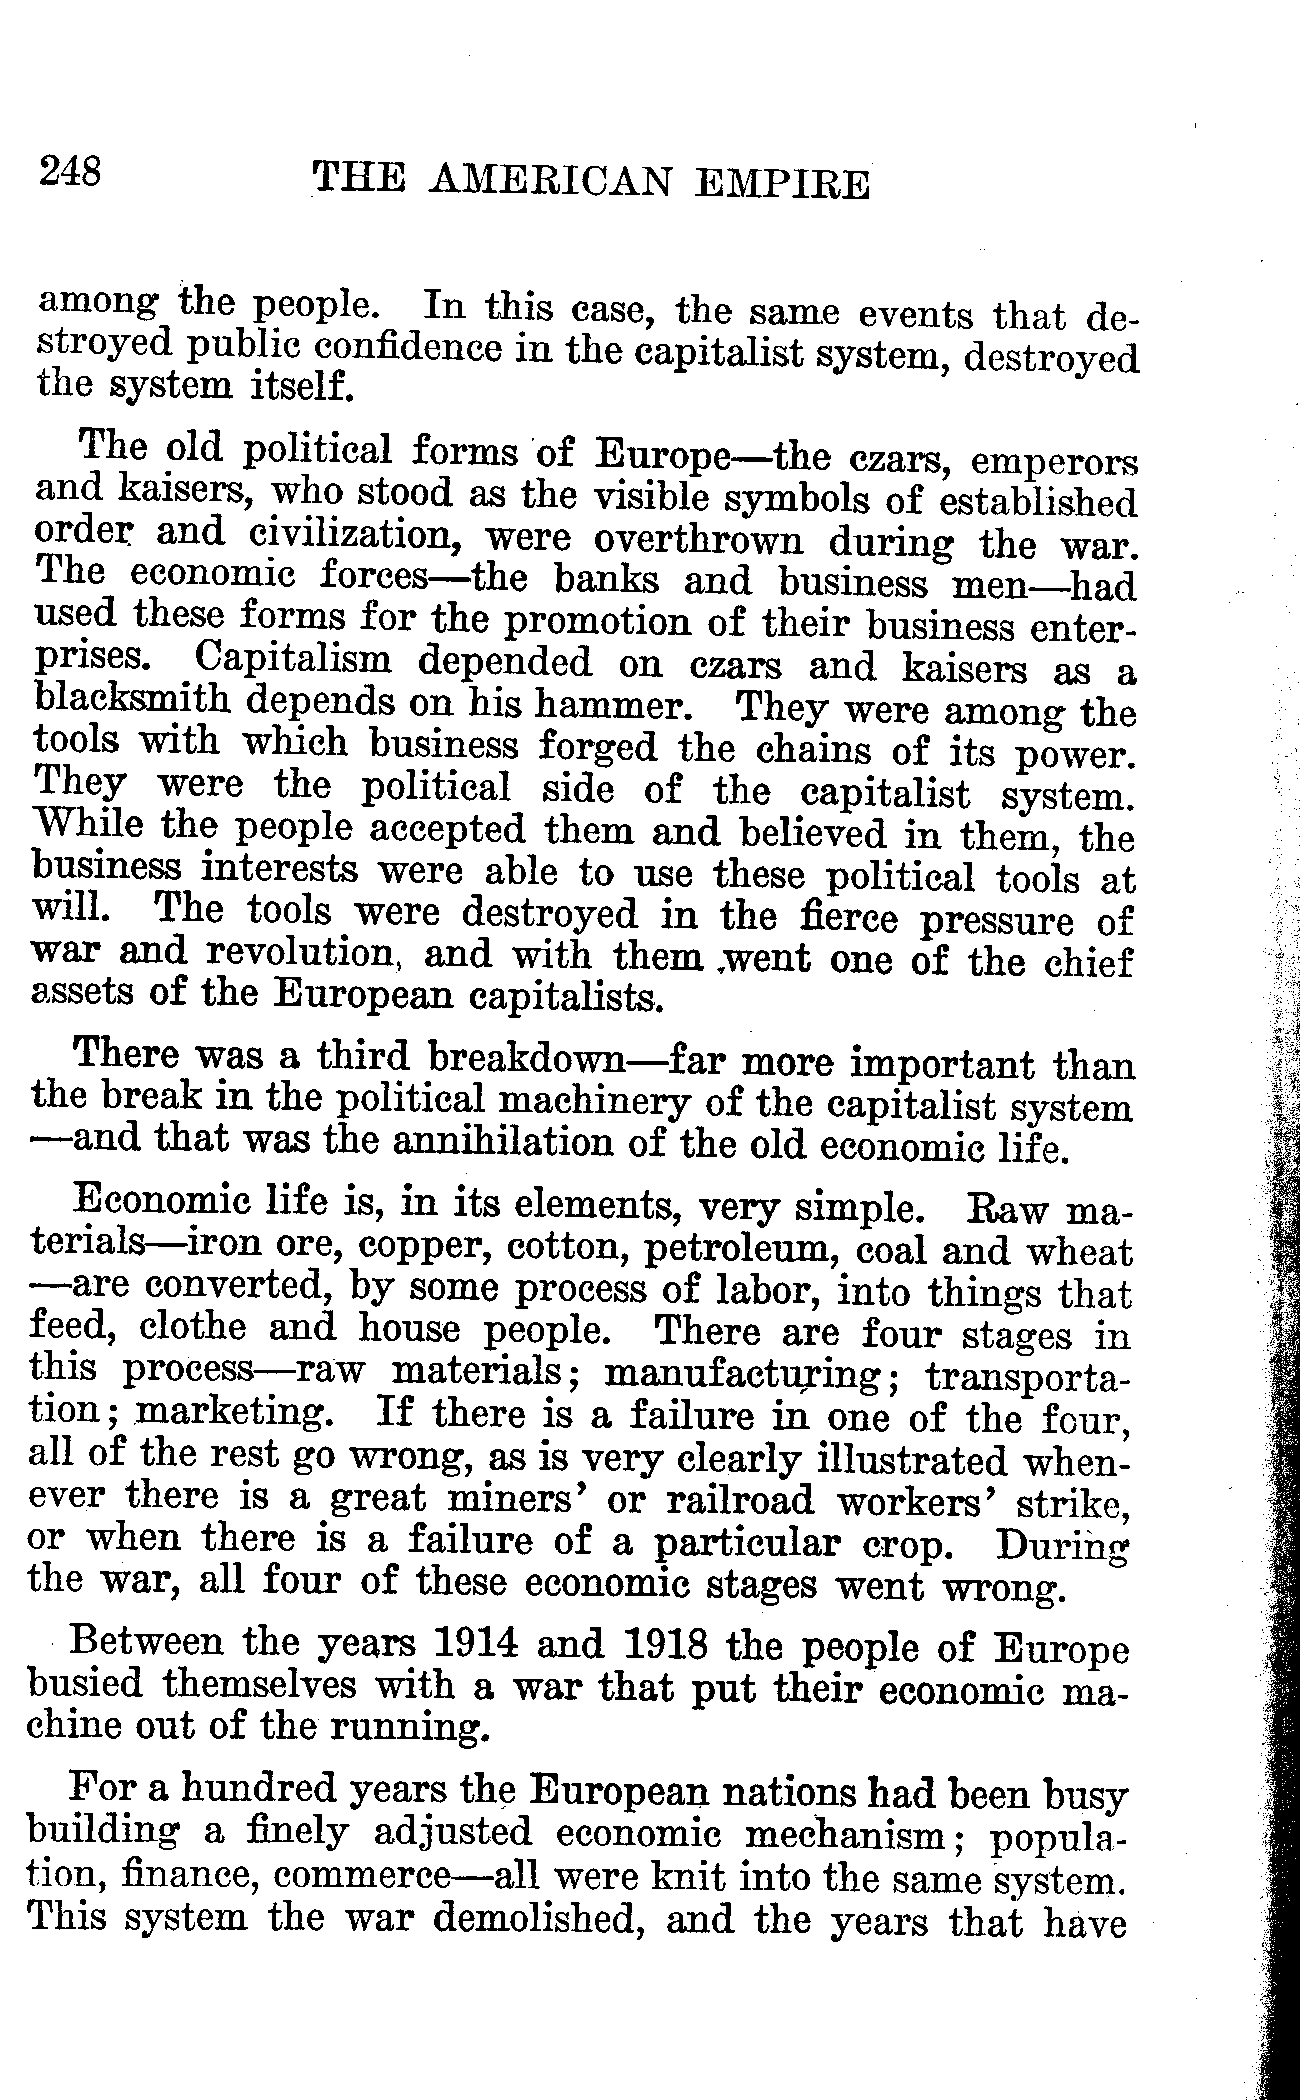 248 THE AMERICAN EMPIRE
among the people. In this case, the same events that de-
stroyed public confidence in the capitalist system, destroyed
the system itself.
The old political forms of Europe—the czars, emperors
and kaisers, who stood as the visible symbols of established
order and civilization, were overthrown during the war.
The economic forces—the banks and business men—had
used these forms for the promotion of their business enter-
prises. Capitalism depended on czars and kaisers as a
blacksmith depends on his hammer. They were among the
tools with which business forged the chains of its power.
They were the political side of the capitalist system.
While the people accepted them and believed in them, the
business interests were able to use these political tools at
will. The tools were destroyed in the fierce pressure of
war and revolution, and with them went one of the chief
assets of the European capitalists.
There was a third breakdown—far more important than
the break in the political machinery of the capitalist system
—and that was the annihilation of the old economic life.
Economic life is, in its elements, very simple. Raw ma-
terials—iron ore, copper, cotton, petroleum, coal and wheat
—are converted, by some process of labor, into things that
feed, clothe and house people. There are four stages in
this process—raw materials; manufacturing; transporta-
tion; marketing. If there is a failure in one of the four,
all of the rest go wrong, as is very clearly illustrated when-
ever there is a great miners' or railroad workers' strike,
or when there is a failure of a particular crop. During
the war, all four of these economic stages went wrong.
Between the years 1914 and 1918 the people of Europe
busied themselves with a war that put their economic ma-
chine out of the running.
For a hundred years the European nations had been busy
building a finely adjusted economic mechanism; popula-
tion, finance, commerce—all were knit into the same system.
This system the war demolished, and the years that have